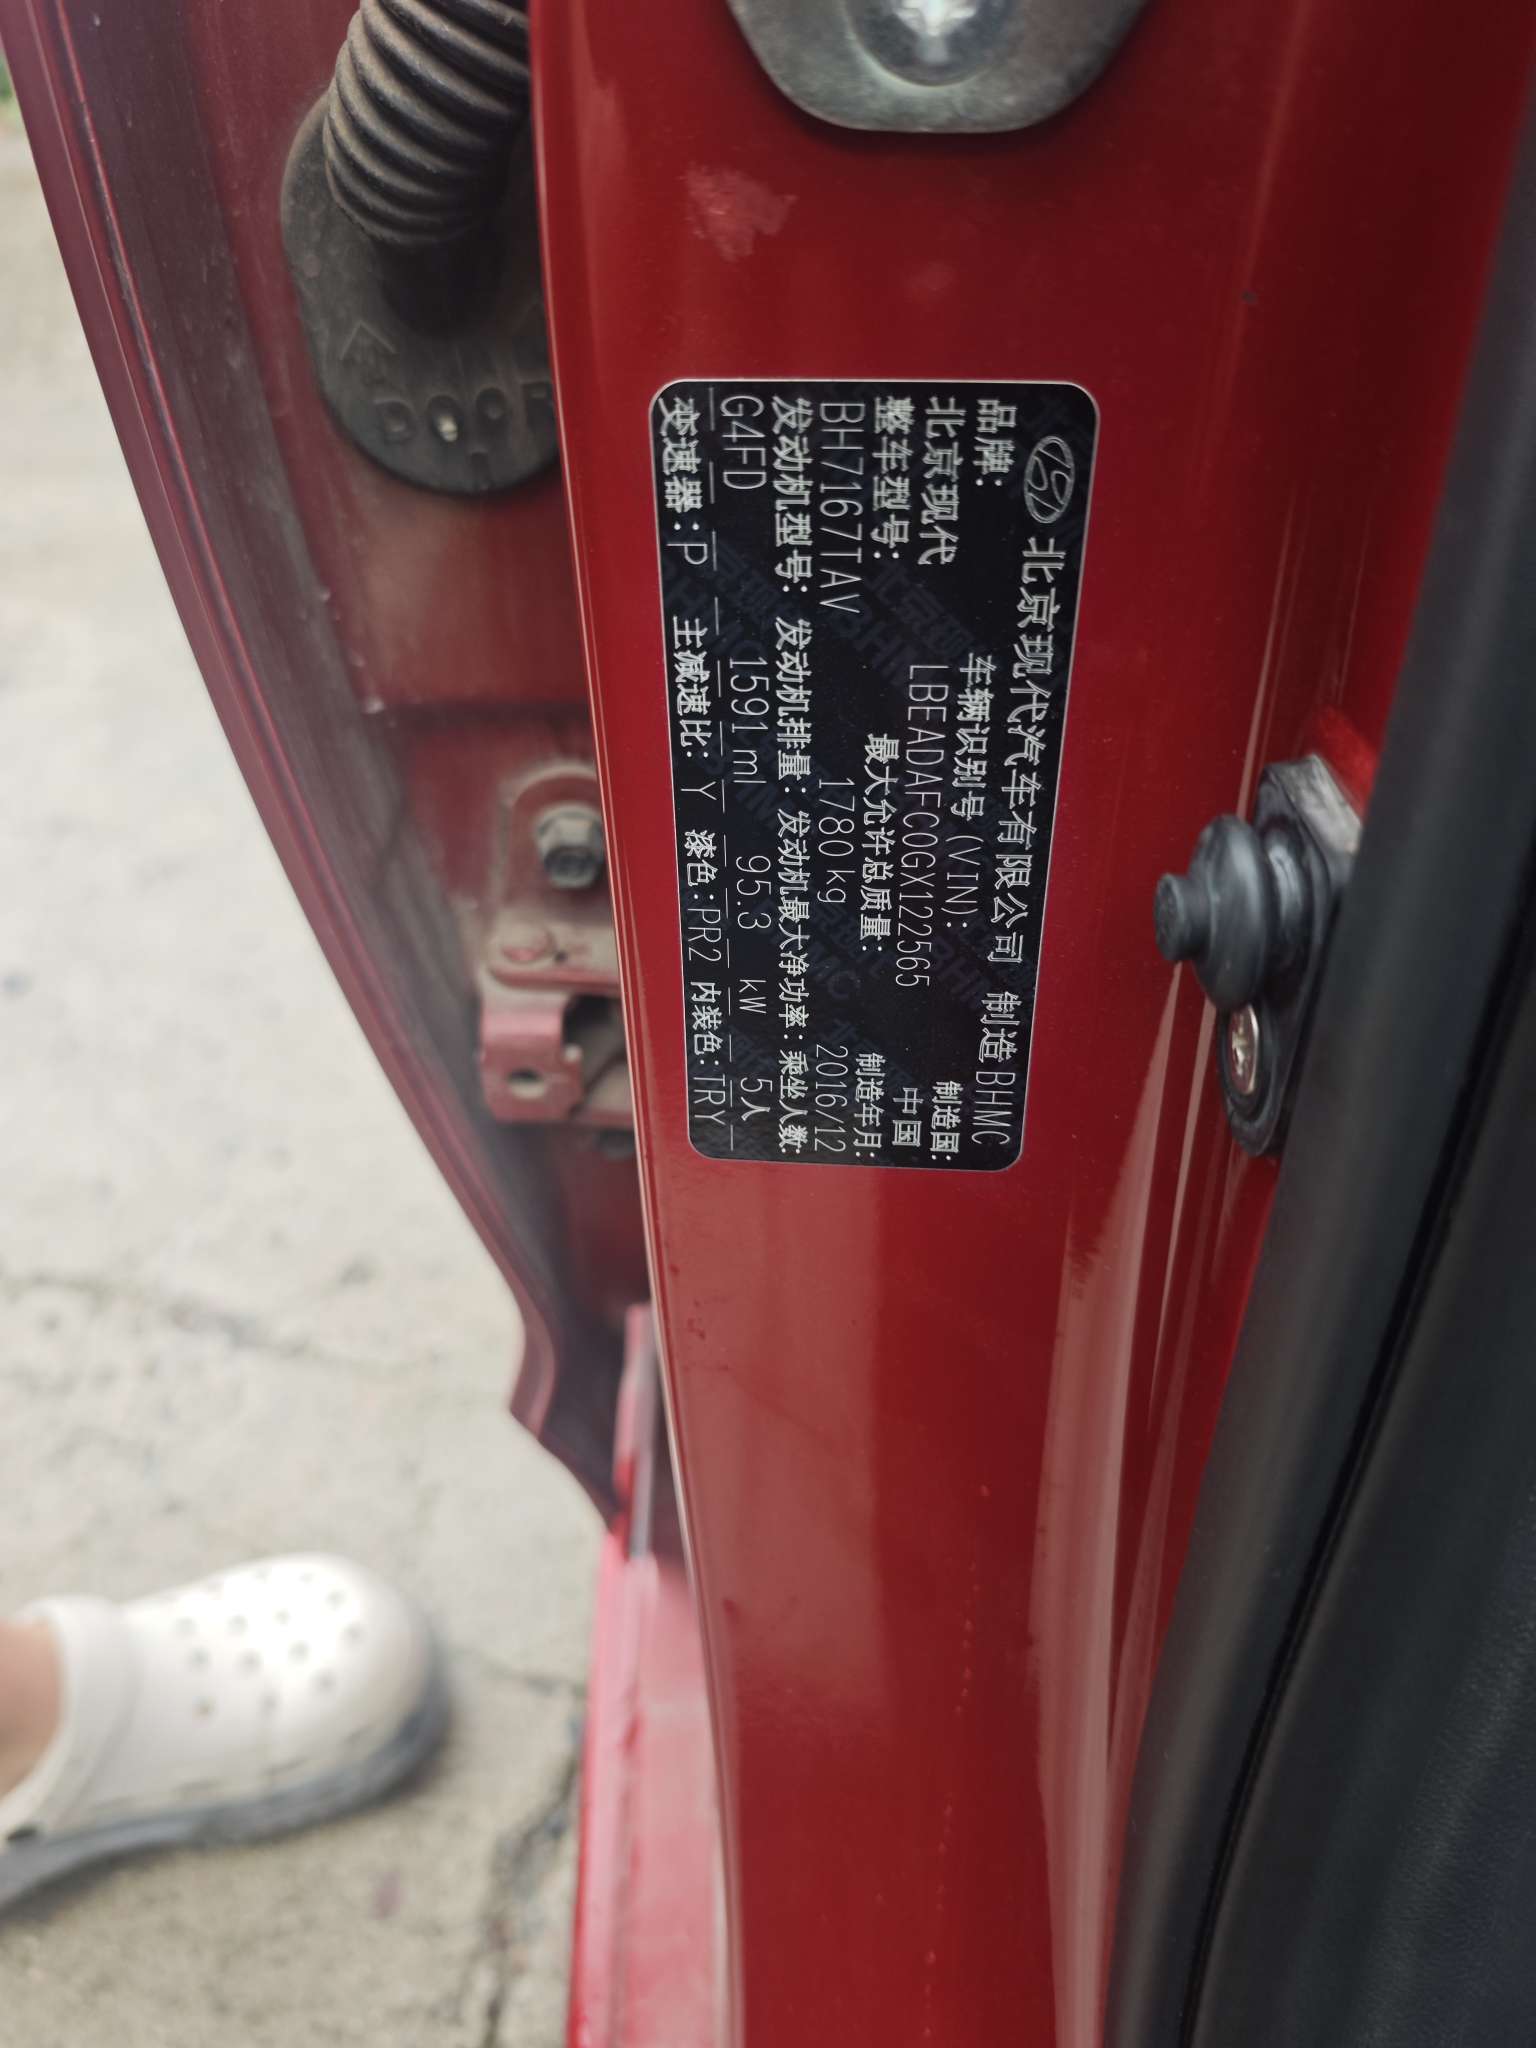 北京现代汽车有限公司 制造 BHMC
品牌: 车辆识别号(VIN): 制造国:
北京现代 LBEADAFC0GX122565 中国
整车型号: 最大允许总质量: 制造年月:
BH7167TAV 1780 kg 2016/12
发动机型号: 发动机排量: 发动机最大净功率: 乘坐人数:
G4FD 1591 ml 95.3 kW 5人
变速器:P 主减速比: Y 漆色:PR2 内装色:TRY
DOOR